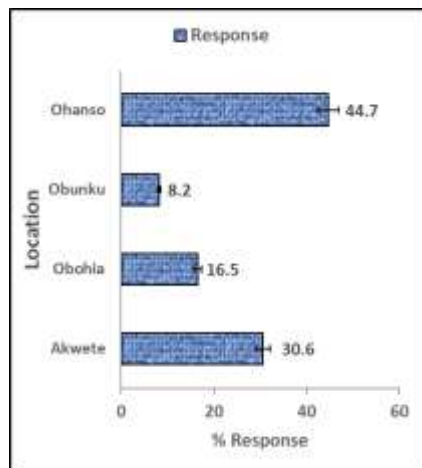 Response
Ohanso
44.7
Obunku
8.2
Obohia
16.5
Akwete
30.6
Location
0 20 40 60
% Response